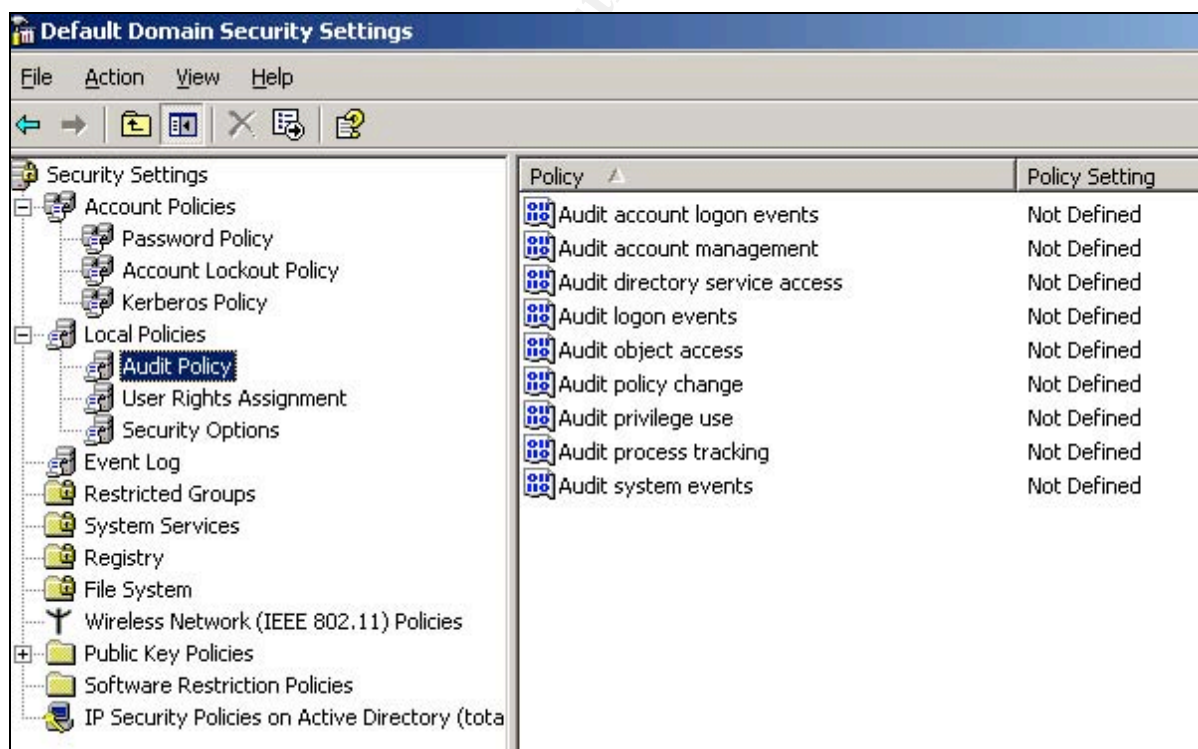 Default Domain Security Settings
File Action View Help
Security Settings
Account Policies
Password Policy
Account Lockout Policy
Kerberos Policy
Local Policies
Audit Policy
User Rights Assignment
Security Options
Event Log
Restricted Groups
System Services
Registry
File System
Wireless Network (IEEE 802.11) Policies
Public Key Policies
Software Restriction Policies
IP Security Policies on Active Directory (tota
Policy Policy Setting
Audit account logon events Not Defined
Audit account management Not Defined
Audit directory service access Not Defined
Audit logon events Not Defined
Audit object access Not Defined
Audit policy change Not Defined
Audit privilege use Not Defined
Audit process tracking Not Defined
Audit system events Not Defined